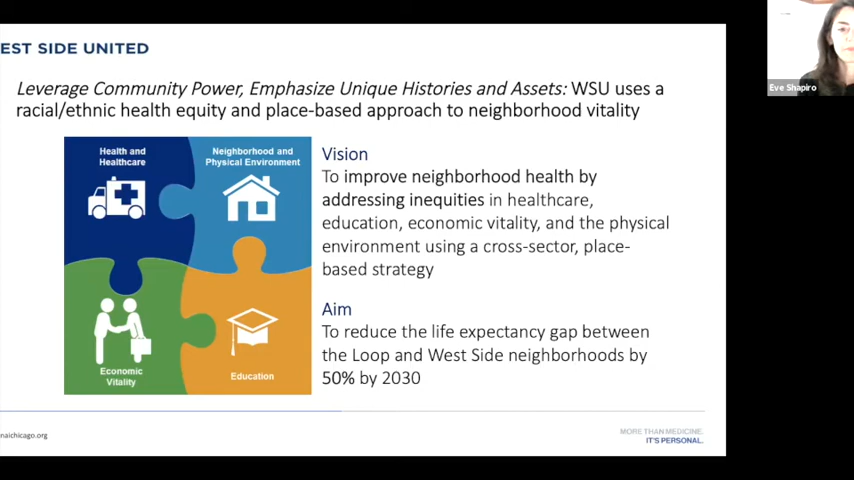 EST SIDE UNITED
Eve Shapiro
Leverage Community Power, Emphasize Unique Histories and Assets: WSU uses a
racial/ethnic health equity and place-based approach to neighborhood vitality
Health and
Healthcare
Neighborhood and
Physical Environment
Economic
Vitality
Education
Vision
To improve neighborhood health by
addressing inequities in healthcare,
education, economic vitality, and the physical
environment using a cross-sector, place-
based strategy
Aim
To reduce the life expectancy gap between
the Loop and West Side neighborhoods by
50% by 2030
naichicago.org
MORE THAN MEDICINE.
IT'S PERSONAL.